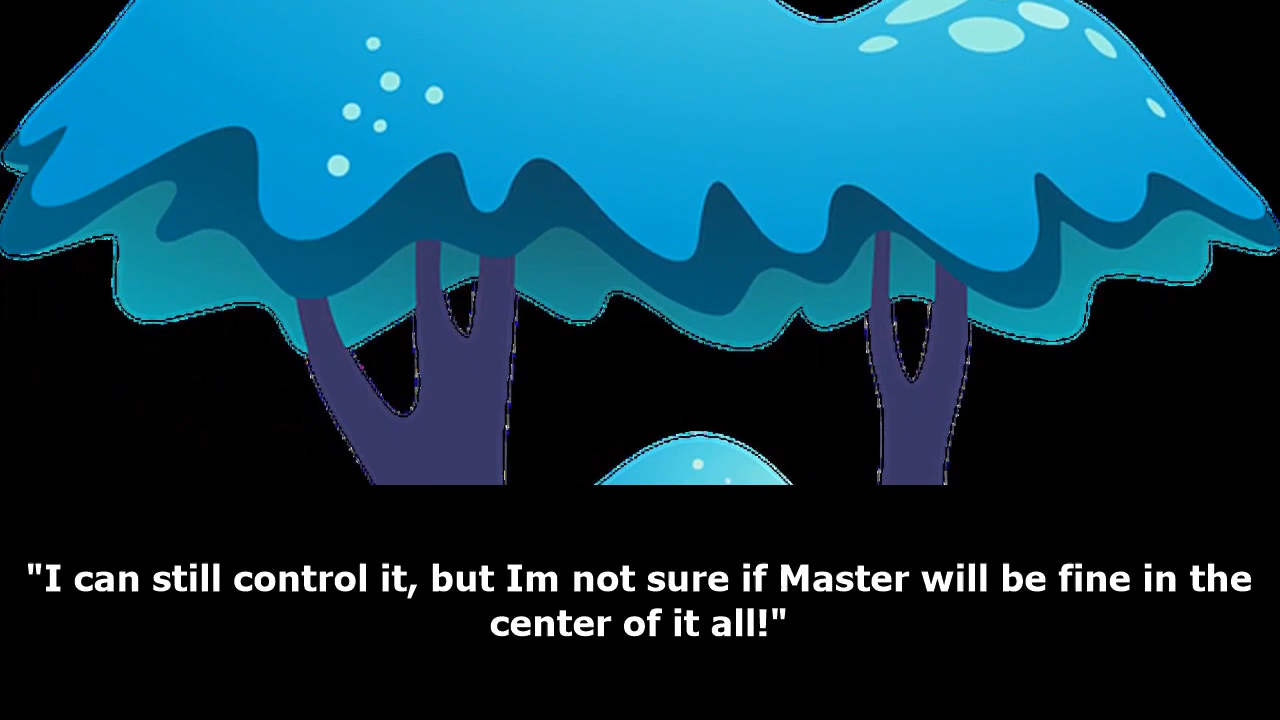 "I can still control it, but Im not sure if Master will be fine in the
center of it all!"